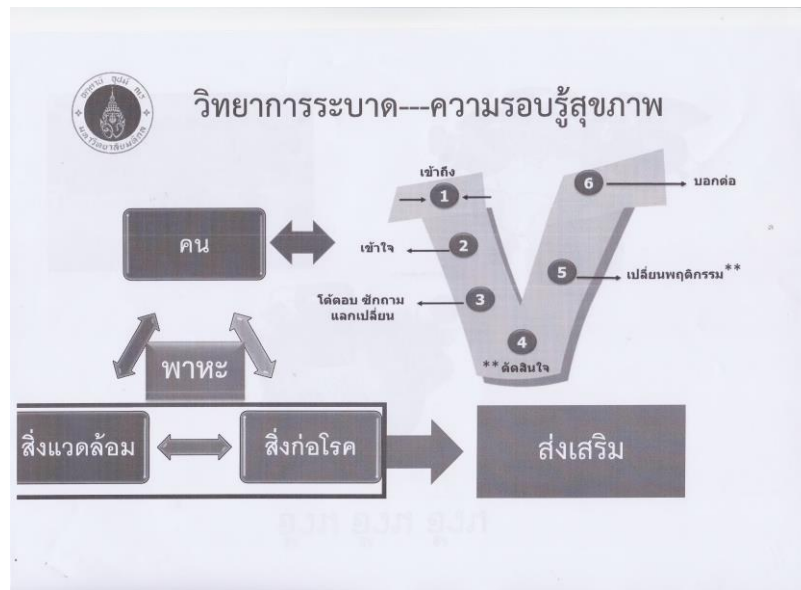 วิทยาการระบาด---ความรอบรู้สุขภาพ
เข้าถึง
1
6
บอกต่อ
คน
เข้าใจ
2
5
เปลี่ยนพฤติกรรม**
โต้ตอบ ซักถาม
แลกเปลี่ยน
3
4
**ตัดสินใจ
พาหะ
สิ่งแวดล้อม
สิ่งก่อโรค
ส่งเสริม